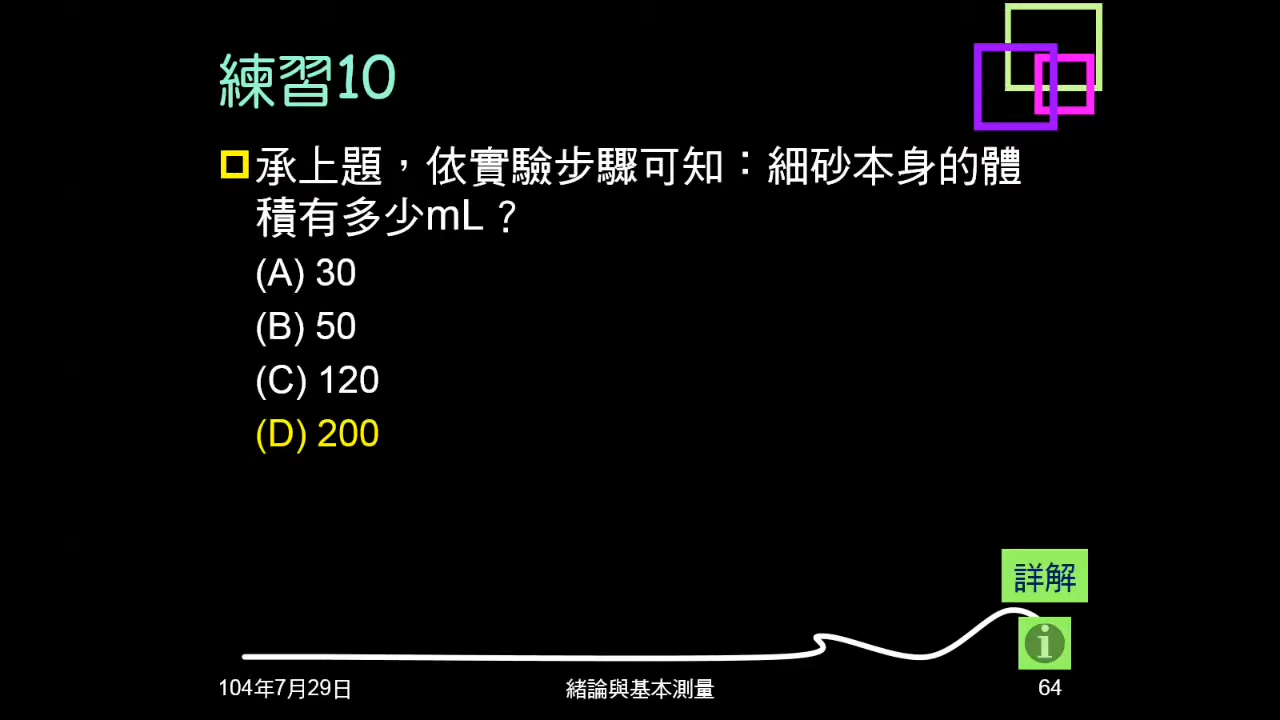 練習10
承上題，依實驗步驟可知：細砂本身的體
積有多少mL？
(A) 30
(B) 50
(C) 120
(D) 200
詳解
i
104年7月29日
緒論與基本測量
64